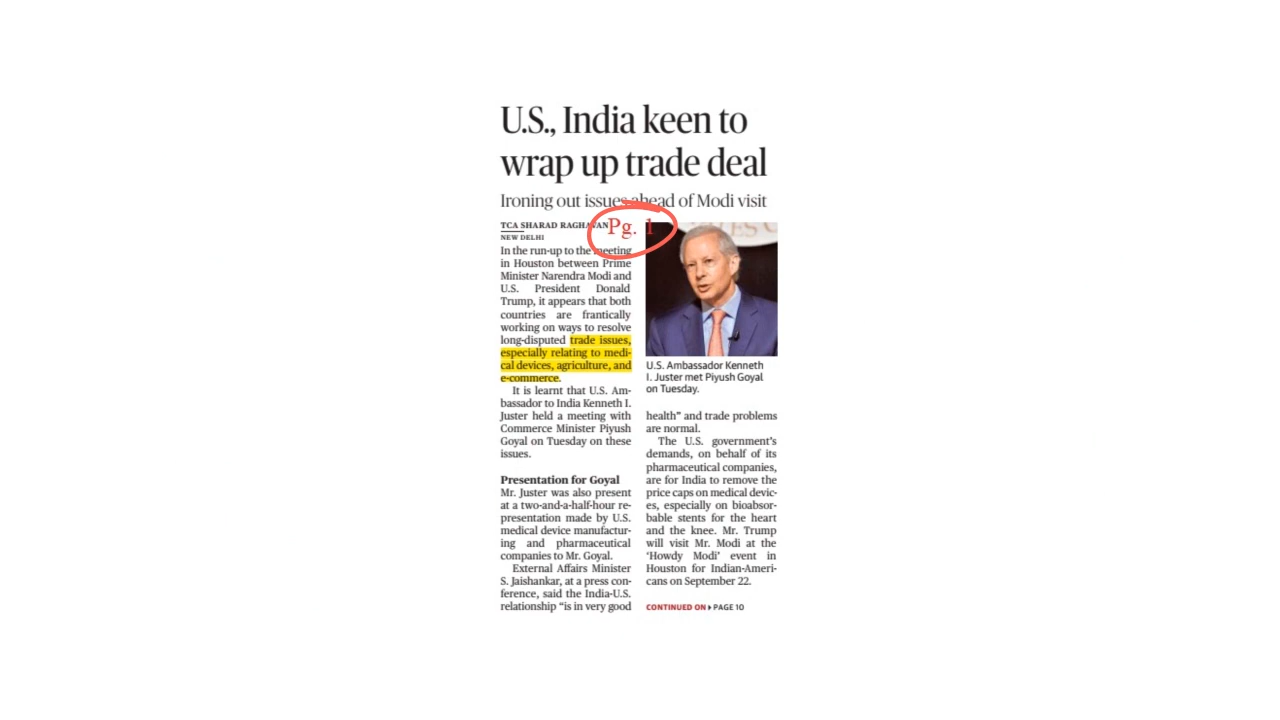 U.S., India keen to
wrap up trade deal
Ironing out issues ahead of Modi visit
Pg. 1
TCA SHARAD RAGHAVAN
NEW DELHI
In the run-up to the meeting
in Houston between Prime
Minister Narendra Modi and
U.S. President Donald
Trump, it appears that both
countries are frantically
working on ways to resolve
long-disputed trade issues,
especially relating to medi-
cal devices, agriculture, and
e-commerce.
It is learnt that U.S. Am-
bassador to India Kenneth I.
Juster held a meeting with
Commerce Minister Piyush
Goyal on Tuesday on these
issues.
Presentation for Goyal
Mr. Juster was also present
at a two-and-a-half-hour re-
presentation made by U.S.
medical device manufactur-
ing and pharmaceutical
companies to Mr. Goyal.
External Affairs Minister
S. Jaishankar, at a press con-
ference, said the India-U.S.
relationship “is in very good
U.S. Ambassador Kenneth
I. Juster met Piyush Goyal
on Tuesday.
health” and trade problems
are normal.
The U.S. government’s
demands, on behalf of its
pharmaceutical companies,
are for India to remove the
price caps on medical devic-
es, especially on bioabsor-
bable stents for the heart
and the knee. Mr. Trump
will visit Mr. Modi at the
‘Howdy Modi’ event in
Houston for Indian-Ameri-
cans on September 22.
CONTINUED ON PAGE 10